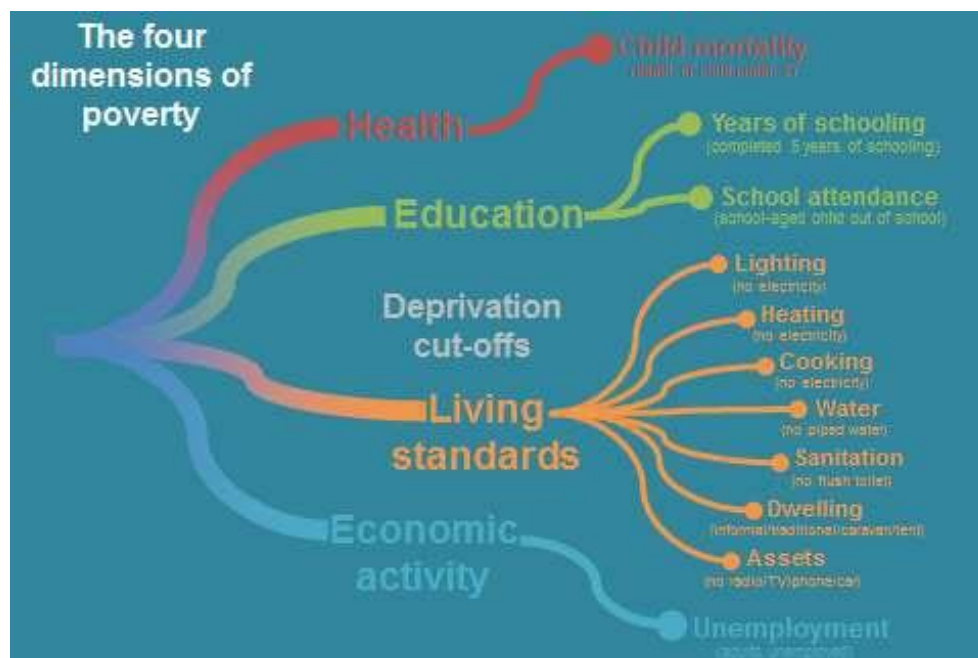 The four
dimensions of
poverty
Child mortality
Health
Years of schooling
(completed 5 years of schooling)
School attendance
Education
(school-aged child out of school)
Lighting
(no electricity)
Deprivation
cut-offs
Heating
(no electricity)
Cooking
(no electricity)
Living
standards
Water
(no piped water)
Sanitation
(no flush toilet)
Dwelling
(informal/traditional/caravan/tent)
Economic
activity
Assets
(no radio/TV/phone/car)
Unemployment
(adults unemployed)